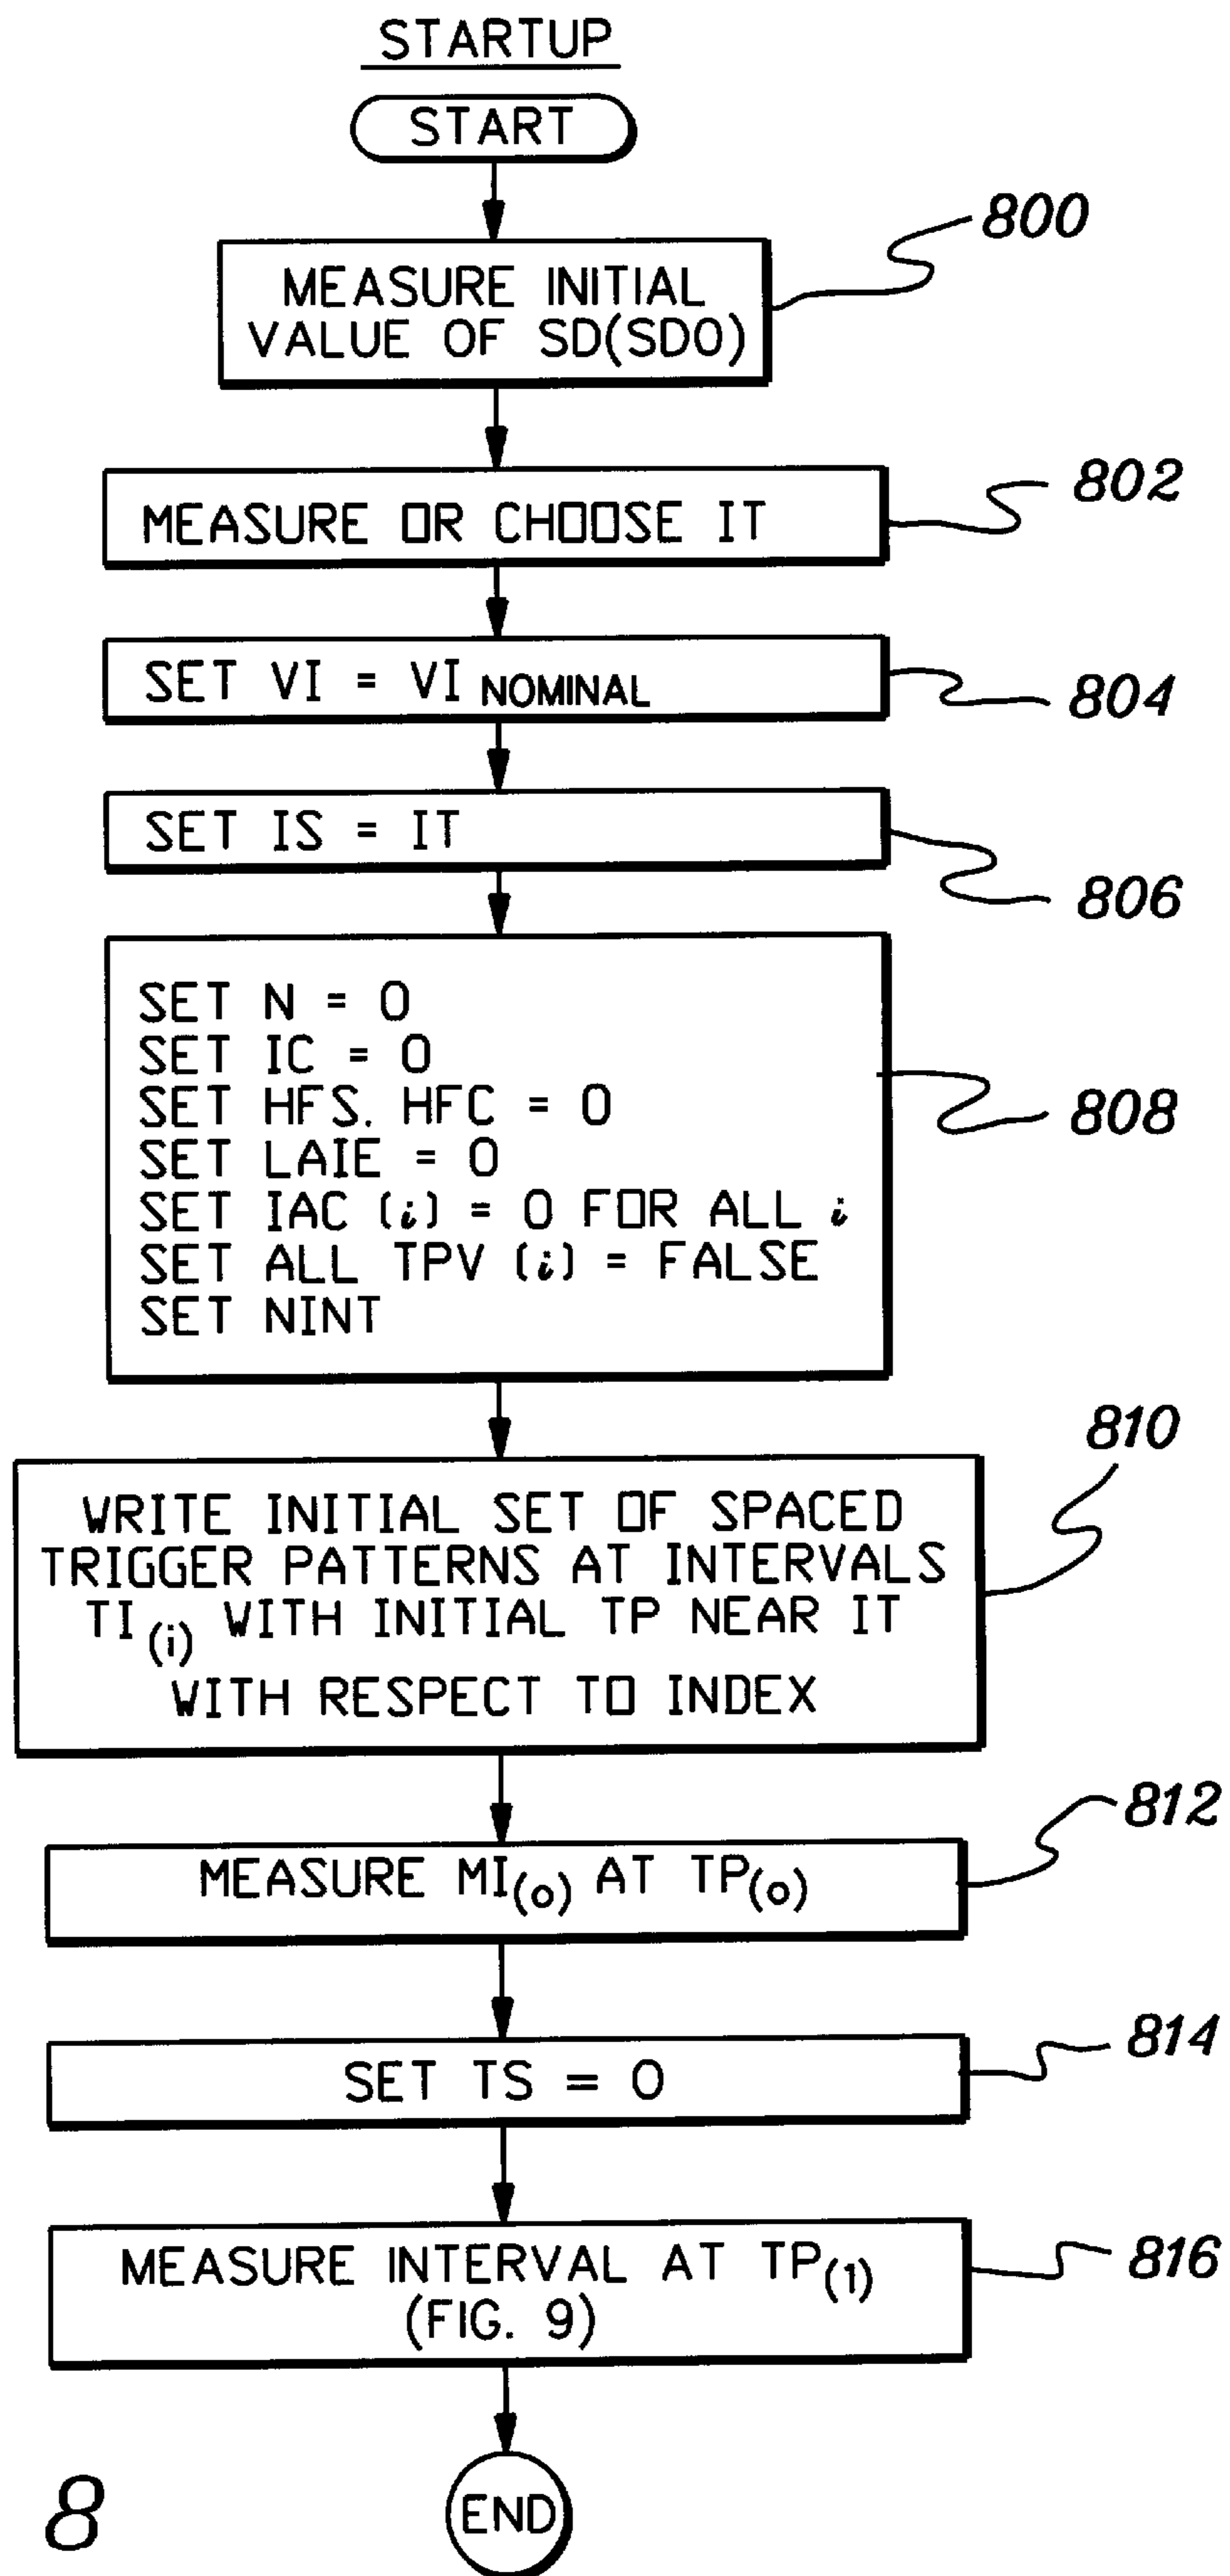 STARTUP
START
800
MEASURE INITIAL
VALUE OF SD(SD0)
802
MEASURE OR CHOOSE IT
SET VI = VI NOMINAL
804
SET IS = IT
806
SET N = 0
SET IC = 0
SET HFS. HFC = 0
808
SET LAIE = 0
SET IAC (i) = 0 FOR ALL i
SET ALL TPV (i) = FALSE
SET NINT
810
WRITE INITIAL SET OF SPACED
TRIGGER PATTERNS AT INTERVALS
TI(i) WITH INITIAL TP NEAR IT
WITH RESPECT TO INDEX
812
MEASURE MI(o) AT TP(o)
814
SET TS = 0
816
MEASURE INTERVAL AT TP(1)
(FIG. 9)
8
END